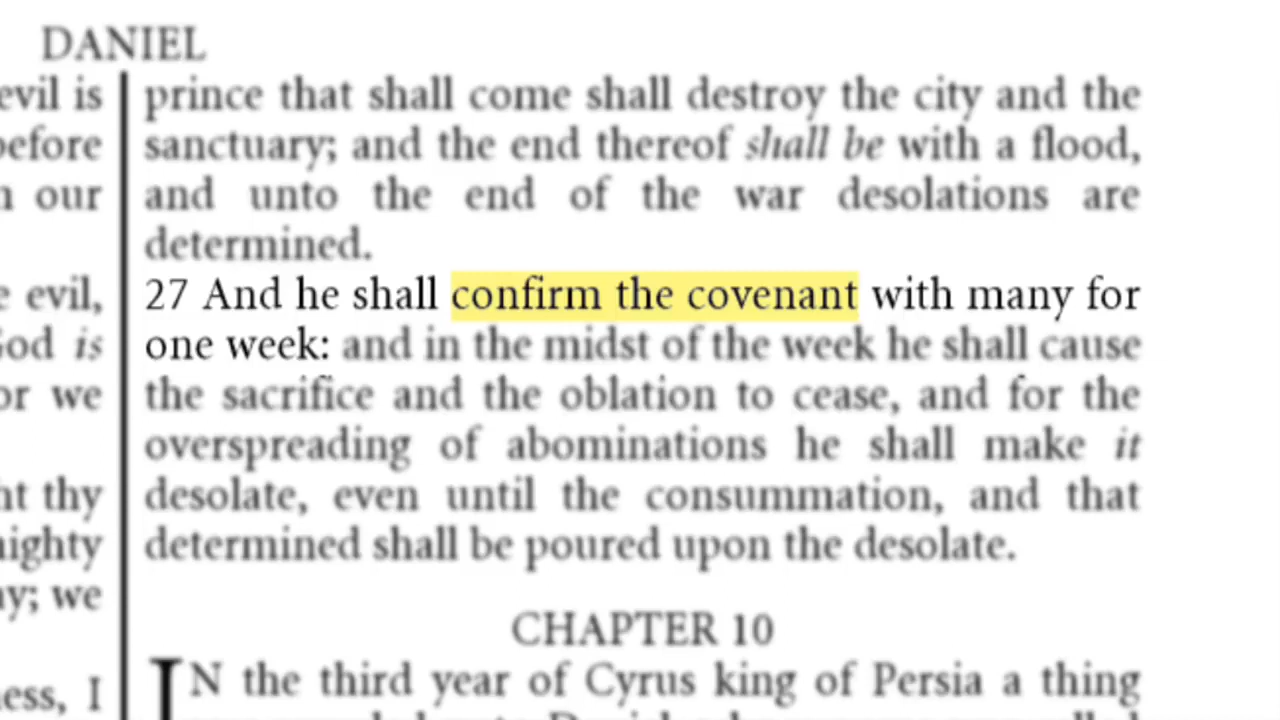 DANIEL
evil is
before
our
evil,
God is
or we
thy
mighty
we
ness, I
prince that shall come shall destroy the city and the
sanctuary; and the end thereof shall be with a flood,
and unto the end of the war desolations are
determined.
27 And he shall confirm the covenant with many for
one week: and in the midst of the week he shall cause
the sacrifice and the oblation to cease, and for the
overspreading of abominations he shall make it
desolate, even until the consummation, and that
determined shall be poured upon the desolate.
CHAPTER 10
IN the third year of Cyrus king of Persia a thing